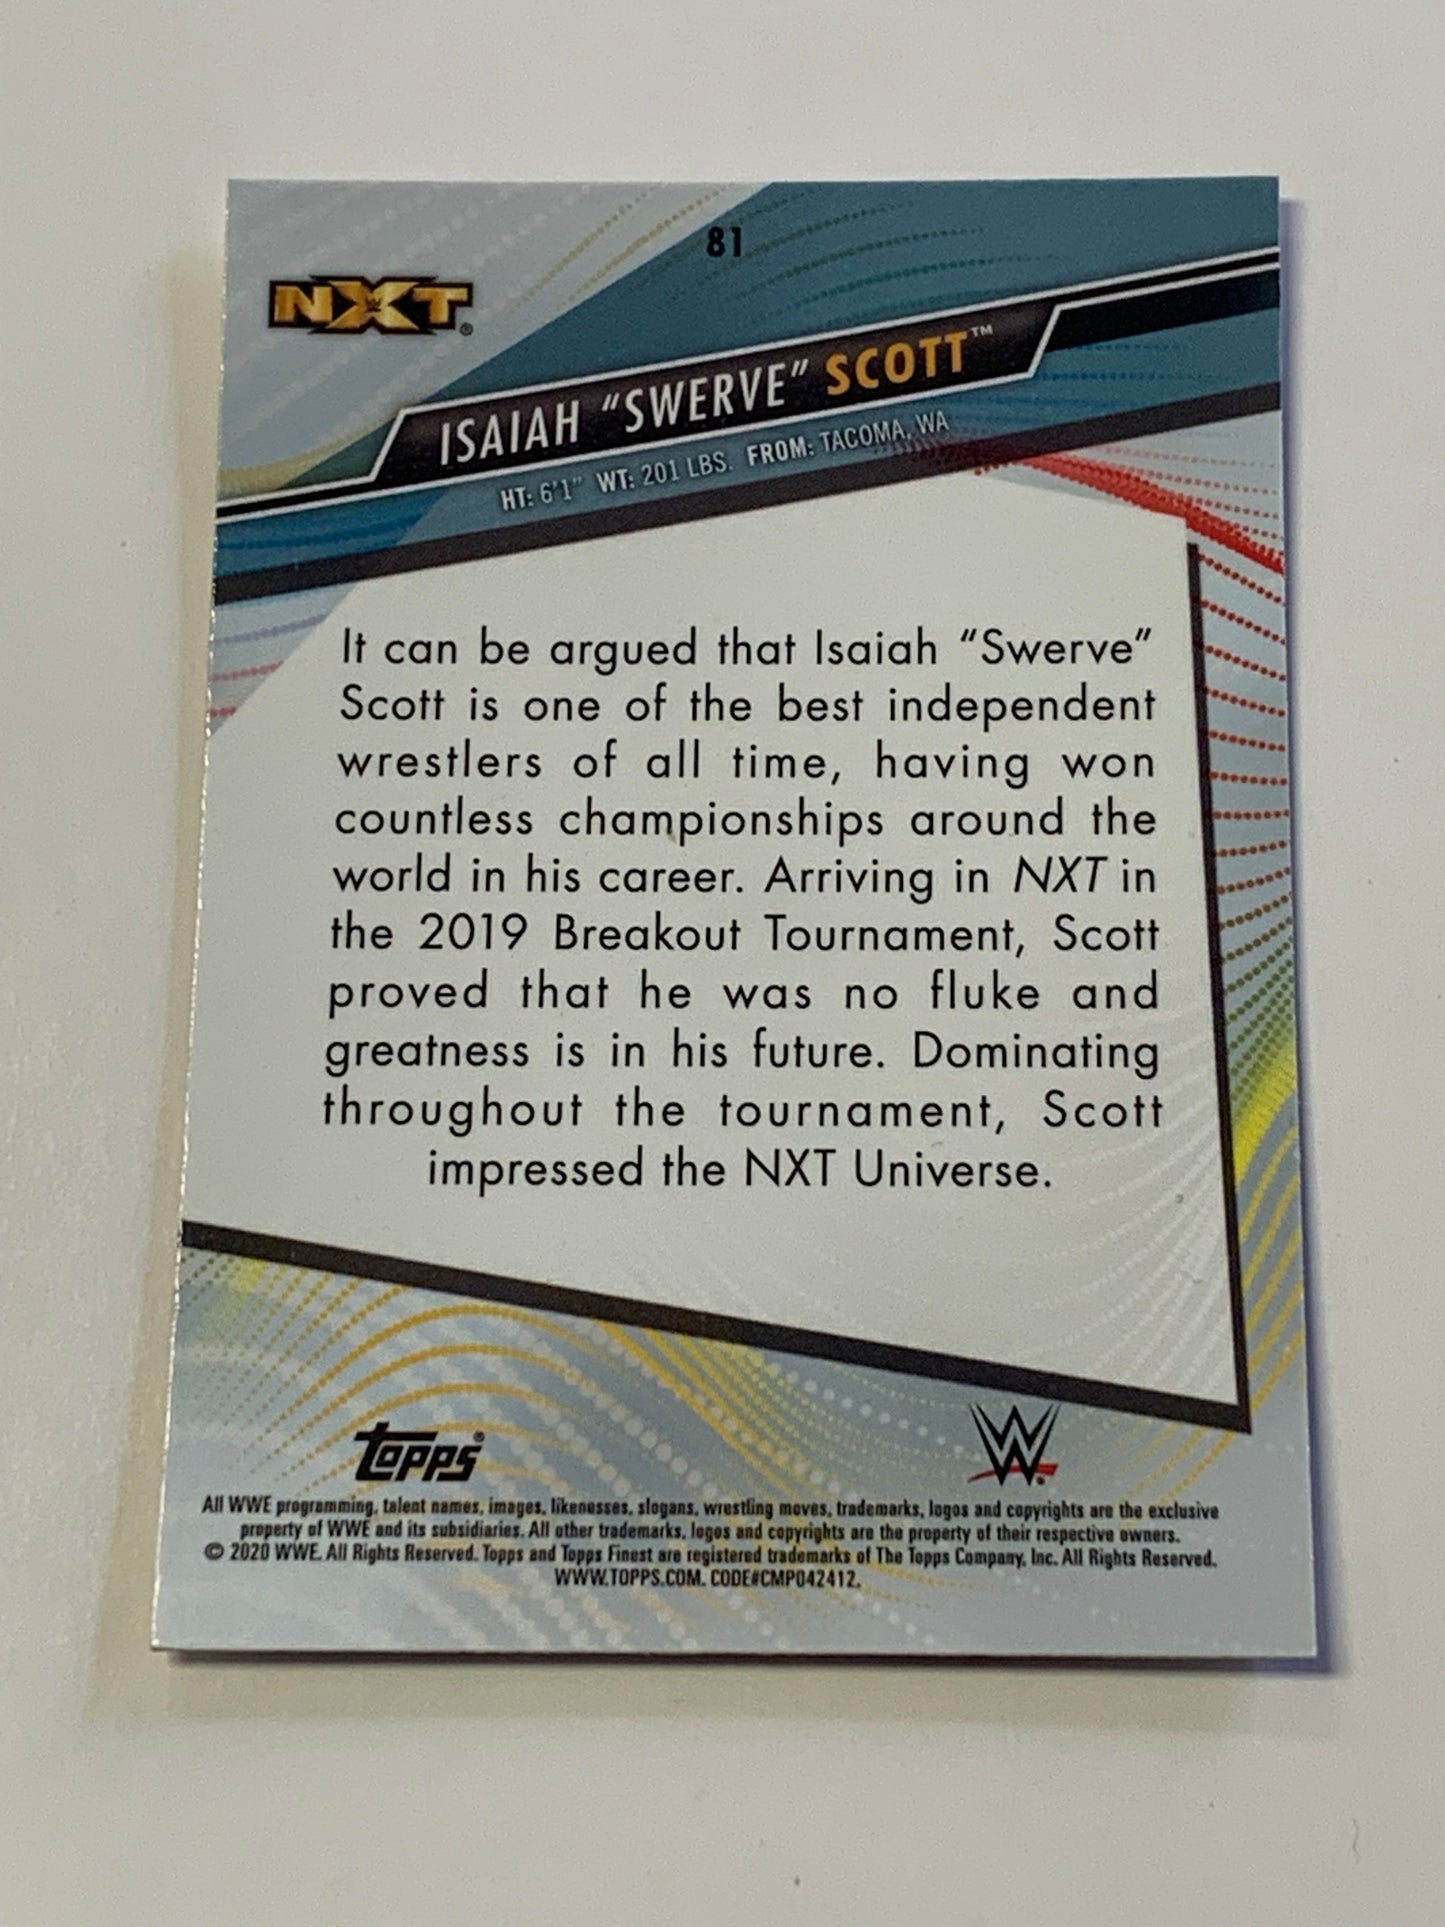 81
NXT®
ISAIAH "SWERVE" SCOTT™
HT: 6'1" WT: 201 LBS. FROM: TACOMA, WA
It can be argued that Isaiah "Swerve"
Scott is one of the best independent
wrestlers of all time, having won
countless championships around the
world in his career. Arriving in NXT in
the 2019 Breakout Tournament, Scott
proved that he was no fluke and
greatness is in his future. Dominating
throughout the tournament, Scott
impressed the NXT Universe.
Topps®
W
All WWE programming, talent names, images, likenesses, slogans, wrestling moves, trademarks, logos and copyrights are the exclusive
property of WWE and its subsidiaries. All other trademarks, logos and copyrights are the property of their respective owners.
© 2020 WWE. All Rights Reserved. Topps and Topps Finest are registered trademarks of The Topps Company, Inc. All Rights Reserved.
WWW.TOPPS.COM. CODE#CMP042412.